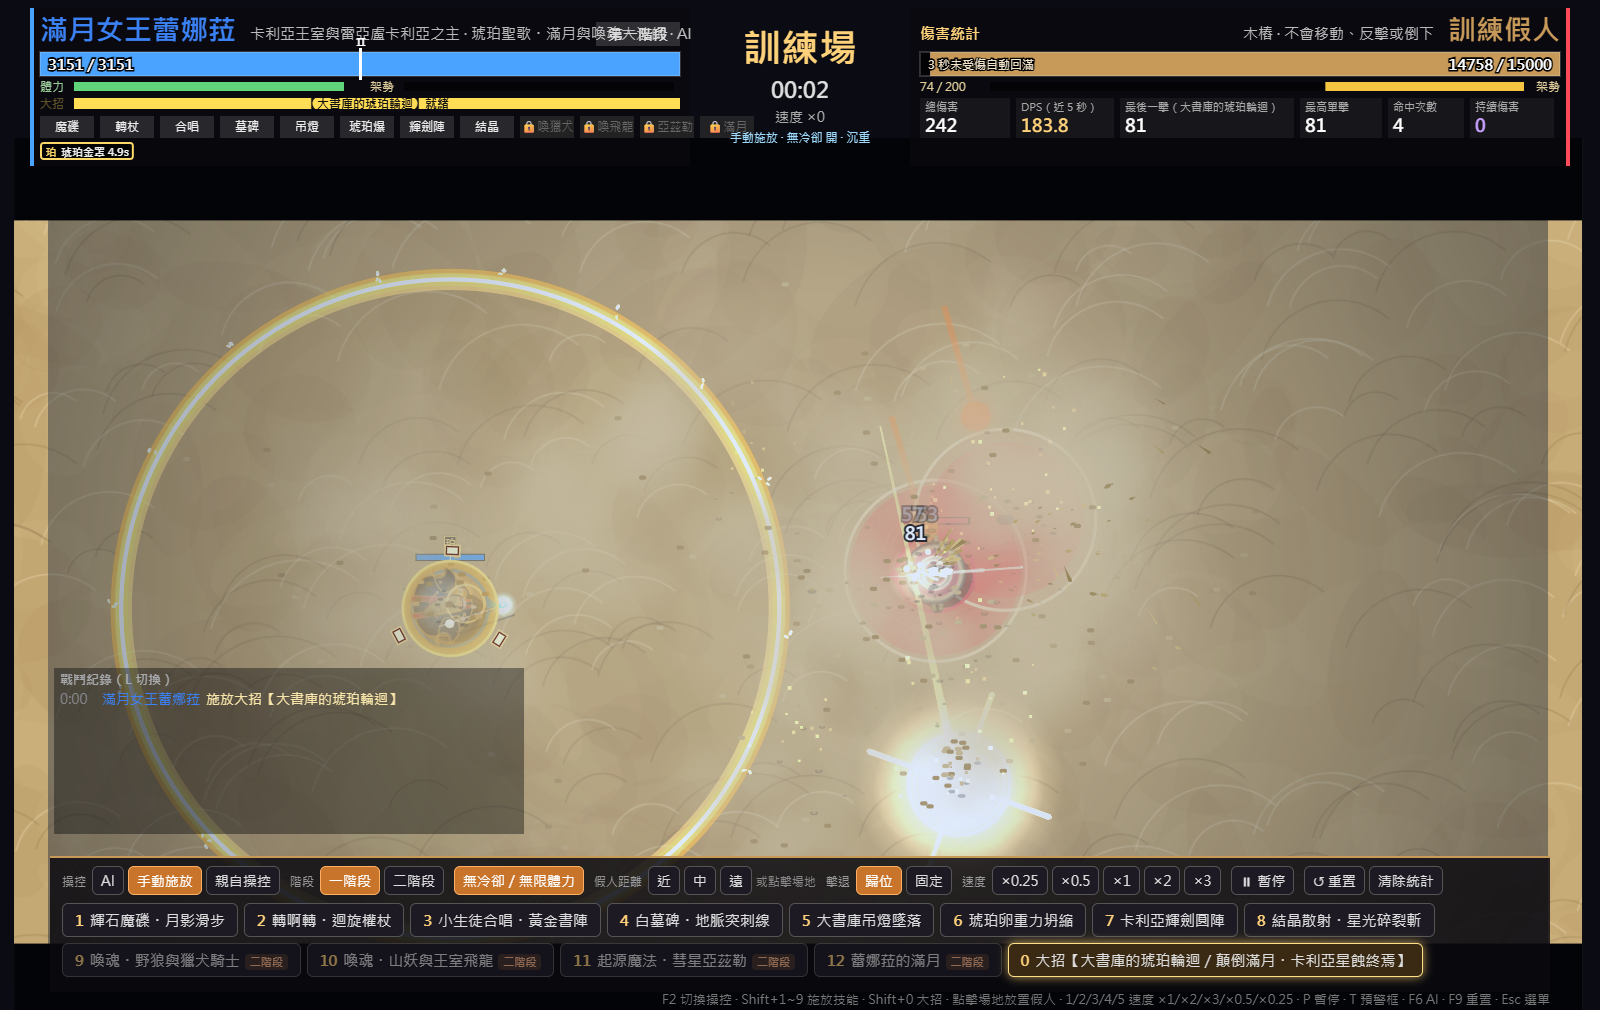 滿月女王蕾娜菈
卡利亞王室與雷亞盧卡利亞之主 · 琥珀聖歌 · 滿月與喚
第一階段
· AI
II
3151 / 3151
體力
架勢
大招
【大書庫的琥珀輪迴】就緒
魔礫
轉杖
合唱
墓碑
吊燈
琥珀爆
輝劍陣
結晶
喚獵犬
喚飛龍
亞茲勒
滿月
珀 琥珀金罩 4.9s
訓練場
00:02
速度 ×0
手動施放 · 無冷卻 開 · 沉重
傷害統計
木樁 · 不會移動、反擊或倒下
訓練假人
3 秒未受傷自動回滿
14758 / 15000
74 / 200
架勢
總傷害
242
DPS（近 5 秒）
183.8
最後一擊（大書庫的琥珀輪迴）
81
最高單擊
81
命中次數
4
持續傷害
0
81
戰鬥紀錄（L 切換）
0:00 滿月女王蕾娜菈 施放大招【大書庫的琥珀輪迴】
操控 AI 手動施放 親自操控 階段 一階段 二階段 無冷卻 / 無限體力 假人距離 近 中 遠 或點擊場地 擊退 歸位 固定 速度 ×0.25 ×0.5 ×1 ×2 ×3 ⏸ 暫停 ↺ 重置 清除統計
1 輝石魔礫 · 月影滑步
2 轉啊轉 · 迴旋權杖
3 小生徒合唱 · 黃金書陣
4 白墓碑 · 地脈突刺線
5 大書庫吊燈墜落
6 琥珀卵重力坍縮
7 卡利亞輝劍圓陣
8 結晶散射 · 星光碎裂斬
9 喚魂 · 野狼與獵犬騎士 二階段
10 喚魂 · 山妖與王室飛龍 二階段
11 起源魔法 · 彗星亞茲勒 二階段
12 蕾娜菈的滿月 二階段
0 大招【大書庫的琥珀輪迴 / 顛倒滿月 · 卡利亞星蝕終焉】
F2 切換操控 · Shift+1~9 施放技能 · Shift+0 大招 · 點擊場地放置假人 · 1/2/3/4/5 速度 ×1/×2/×3/×0.5/×0.25 · P 暫停 · T 預警框 · F6 AI · F9 重置 · Esc 選單